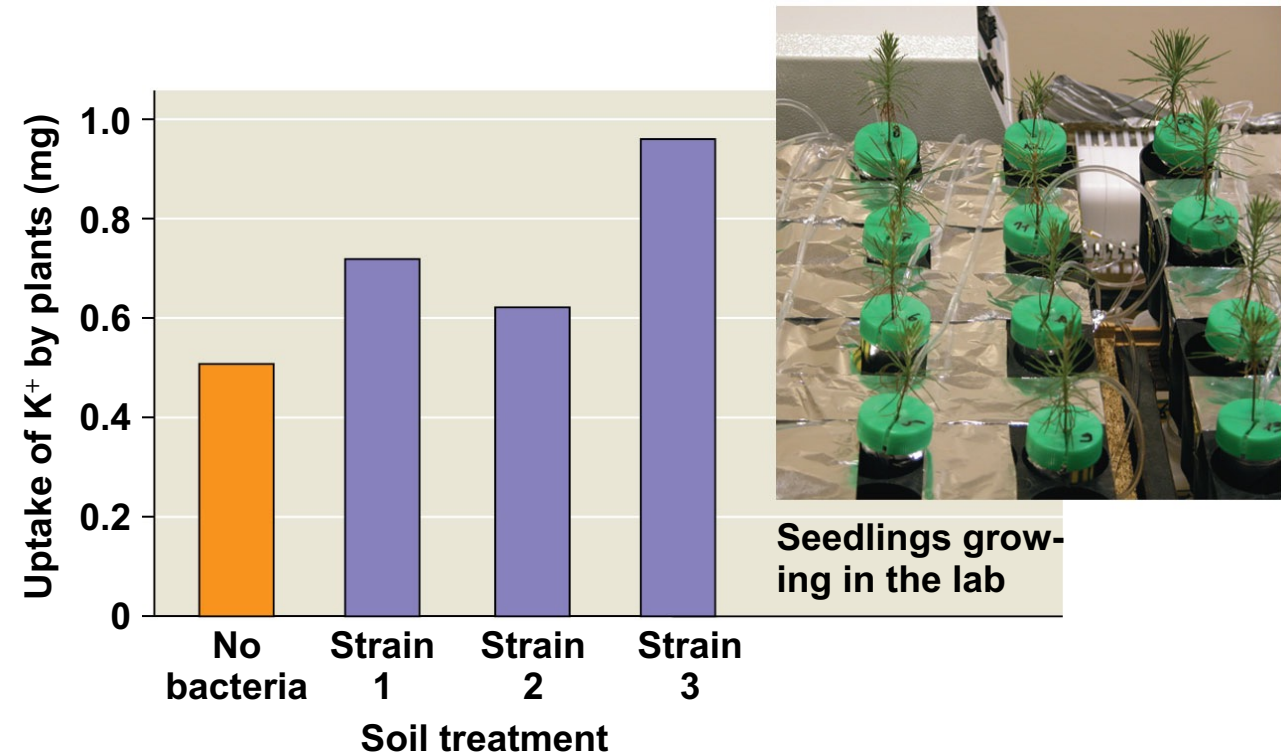 Uptake of K⁺ by plants (mg)
1.0
0.8
0.6
0.4
0.2
0
No
bacteria
Strain
1
Strain
2
Strain
3
Soil treatment
Seedlings grow-
ing in the lab